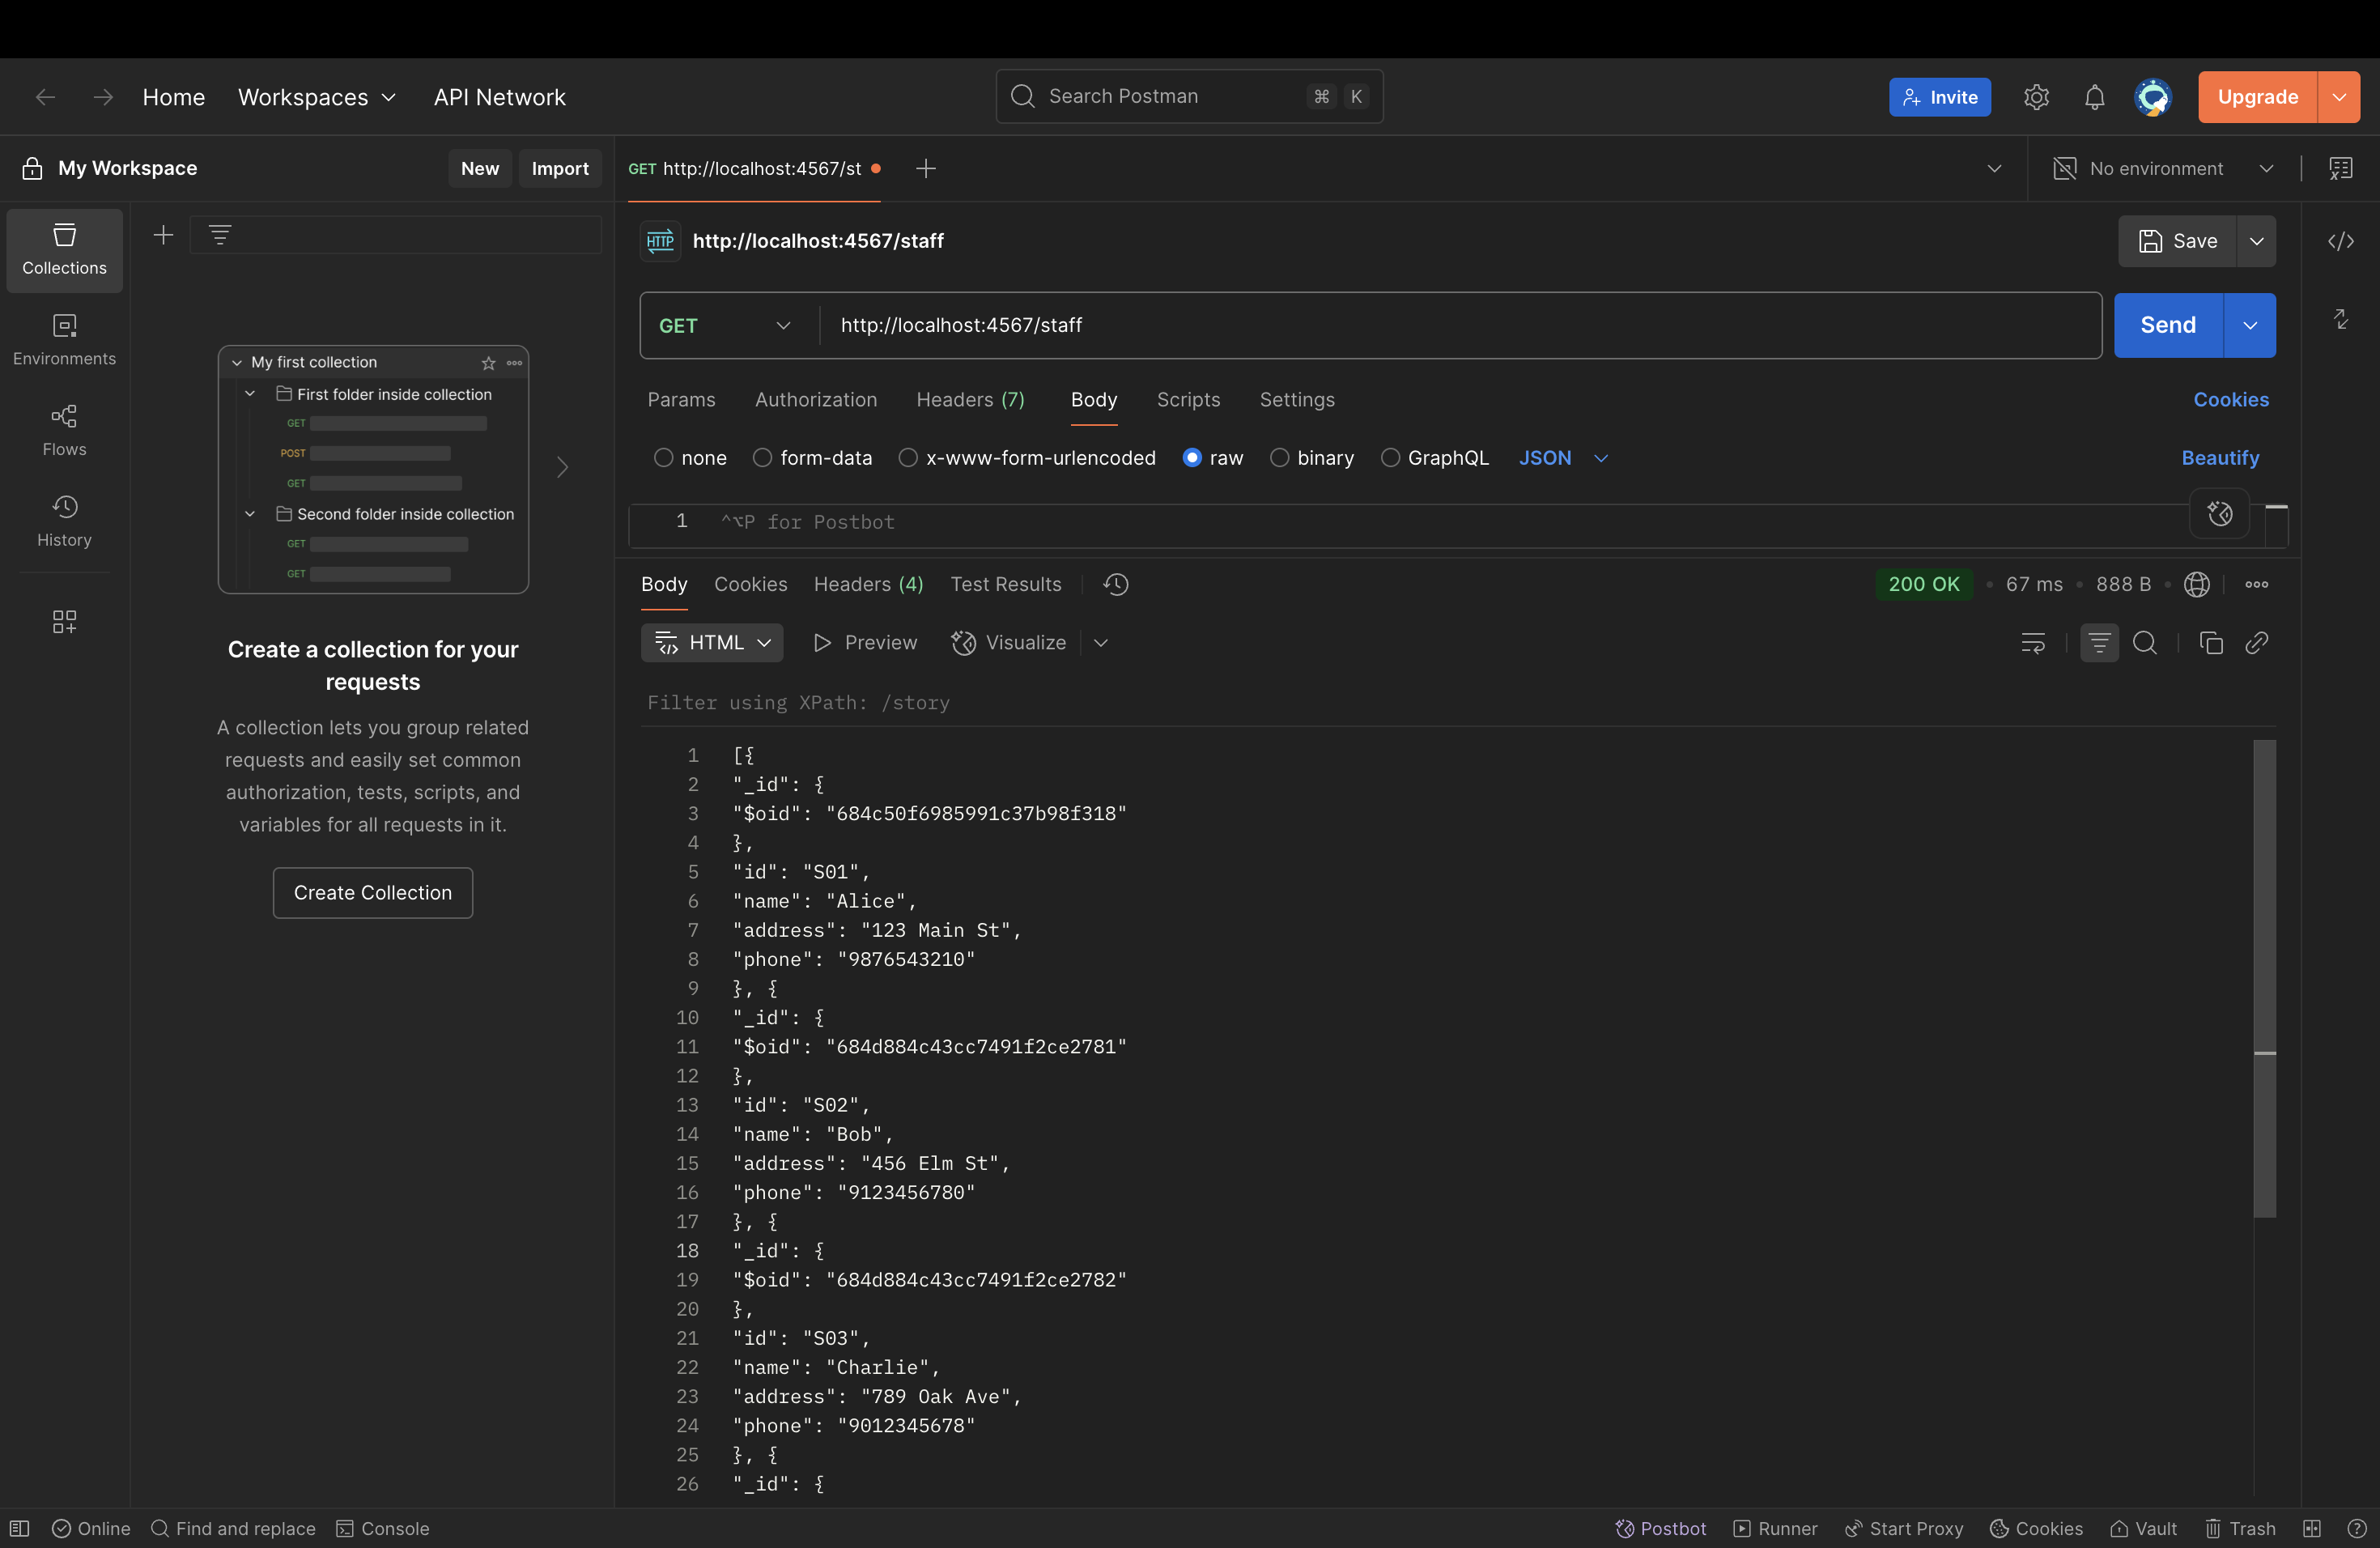 Home
Workspaces
API Network
Search Postman
⌘ K
Invite
Upgrade
My Workspace
New
Import
GET http://localhost:4567/st
No environment
Collections
Environments
Flows
History
My first collection
First folder inside collection
GET
POST
GET
Second folder inside collection
GET
GET
Create a collection for your
requests
A collection lets you group related
requests and easily set common
authorization, tests, scripts, and
variables for all requests in it.
Create Collection
HTTP http://localhost:4567/staff
Save
GET http://localhost:4567/staff
Send
Params Authorization Headers (7) Body Scripts Settings
Cookies
none form-data x-www-form-urlencoded raw binary GraphQL JSON
Beautify
1 ^⌥P for Postbot
Body Cookies Headers (4) Test Results
200 OK • 67 ms • 888 B
HTML Preview Visualize
Filter using XPath: /story
1 [{
2 "_id": {
3 "$oid": "684c50f6985991c37b98f318"
4 },
5 "id": "S01",
6 "name": "Alice",
7 "address": "123 Main St",
8 "phone": "9876543210"
9 }, {
10 "_id": {
11 "$oid": "684d884c43cc7491f2ce2781"
12 },
13 "id": "S02",
14 "name": "Bob",
15 "address": "456 Elm St",
16 "phone": "9123456780"
17 }, {
18 "_id": {
19 "$oid": "684d884c43cc7491f2ce2782"
20 },
21 "id": "S03",
22 "name": "Charlie",
23 "address": "789 Oak Ave",
24 "phone": "9012345678"
25 }, {
26 "_id": {
Online
Find and replace
Console
Postbot
Runner
Start Proxy
Cookies
Vault
Trash